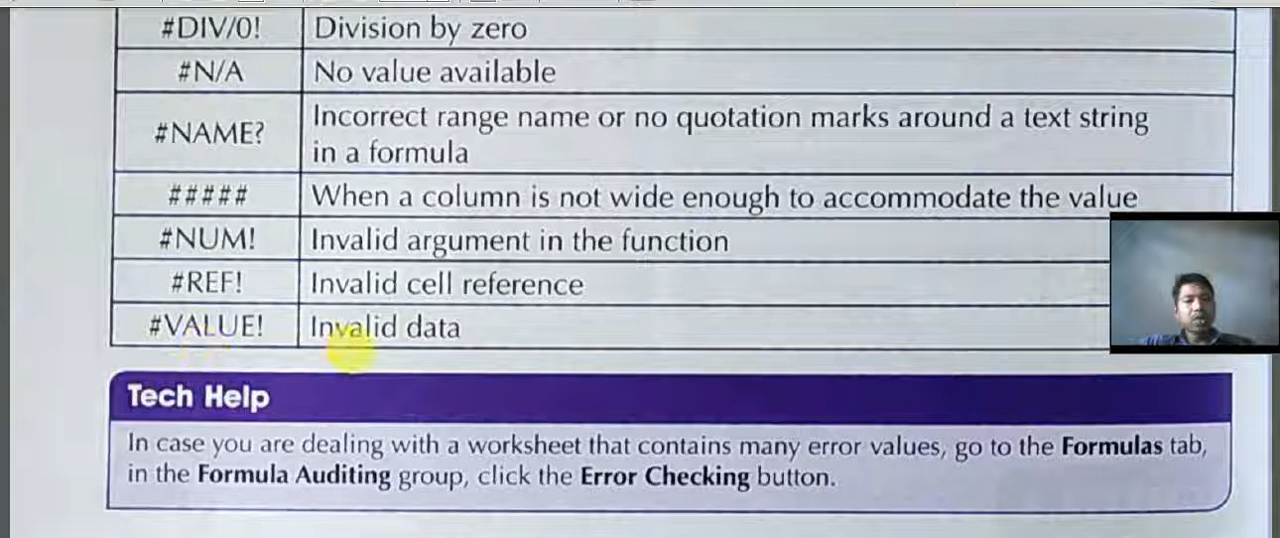 #DIV/0! Division by zero
#N/A No value available
#NAME? Incorrect range name or no quotation marks around a text string
in a formula
##### When a column is not wide enough to accommodate the value
#NUM! Invalid argument in the function
#REF! Invalid cell reference
#VALUE! Invalid data
Tech Help
In case you are dealing with a worksheet that contains many error values, go to the Formulas tab,
in the Formula Auditing group, click the Error Checking button.